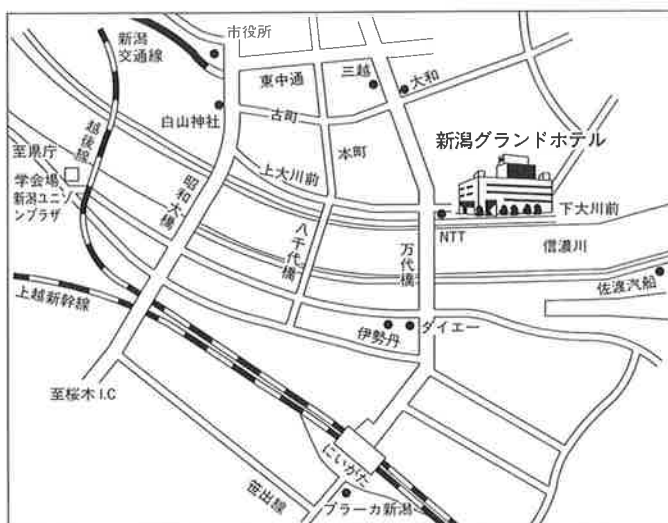 市役所
新潟
交通線
東中通
三越
大和
白山神社
古町
本町
新潟グランドホテル
越後線
至県庁
学会場
新潟ユニゾ
ンプラザ
昭和大橋
上大川前
八千代橋
万代橋
NTT
下大川前
信濃川
佐渡汽船
上越新幹線
伊勢丹
ダイエー
至桜木I.C
にいがた
笹出線
プラーカ新潟